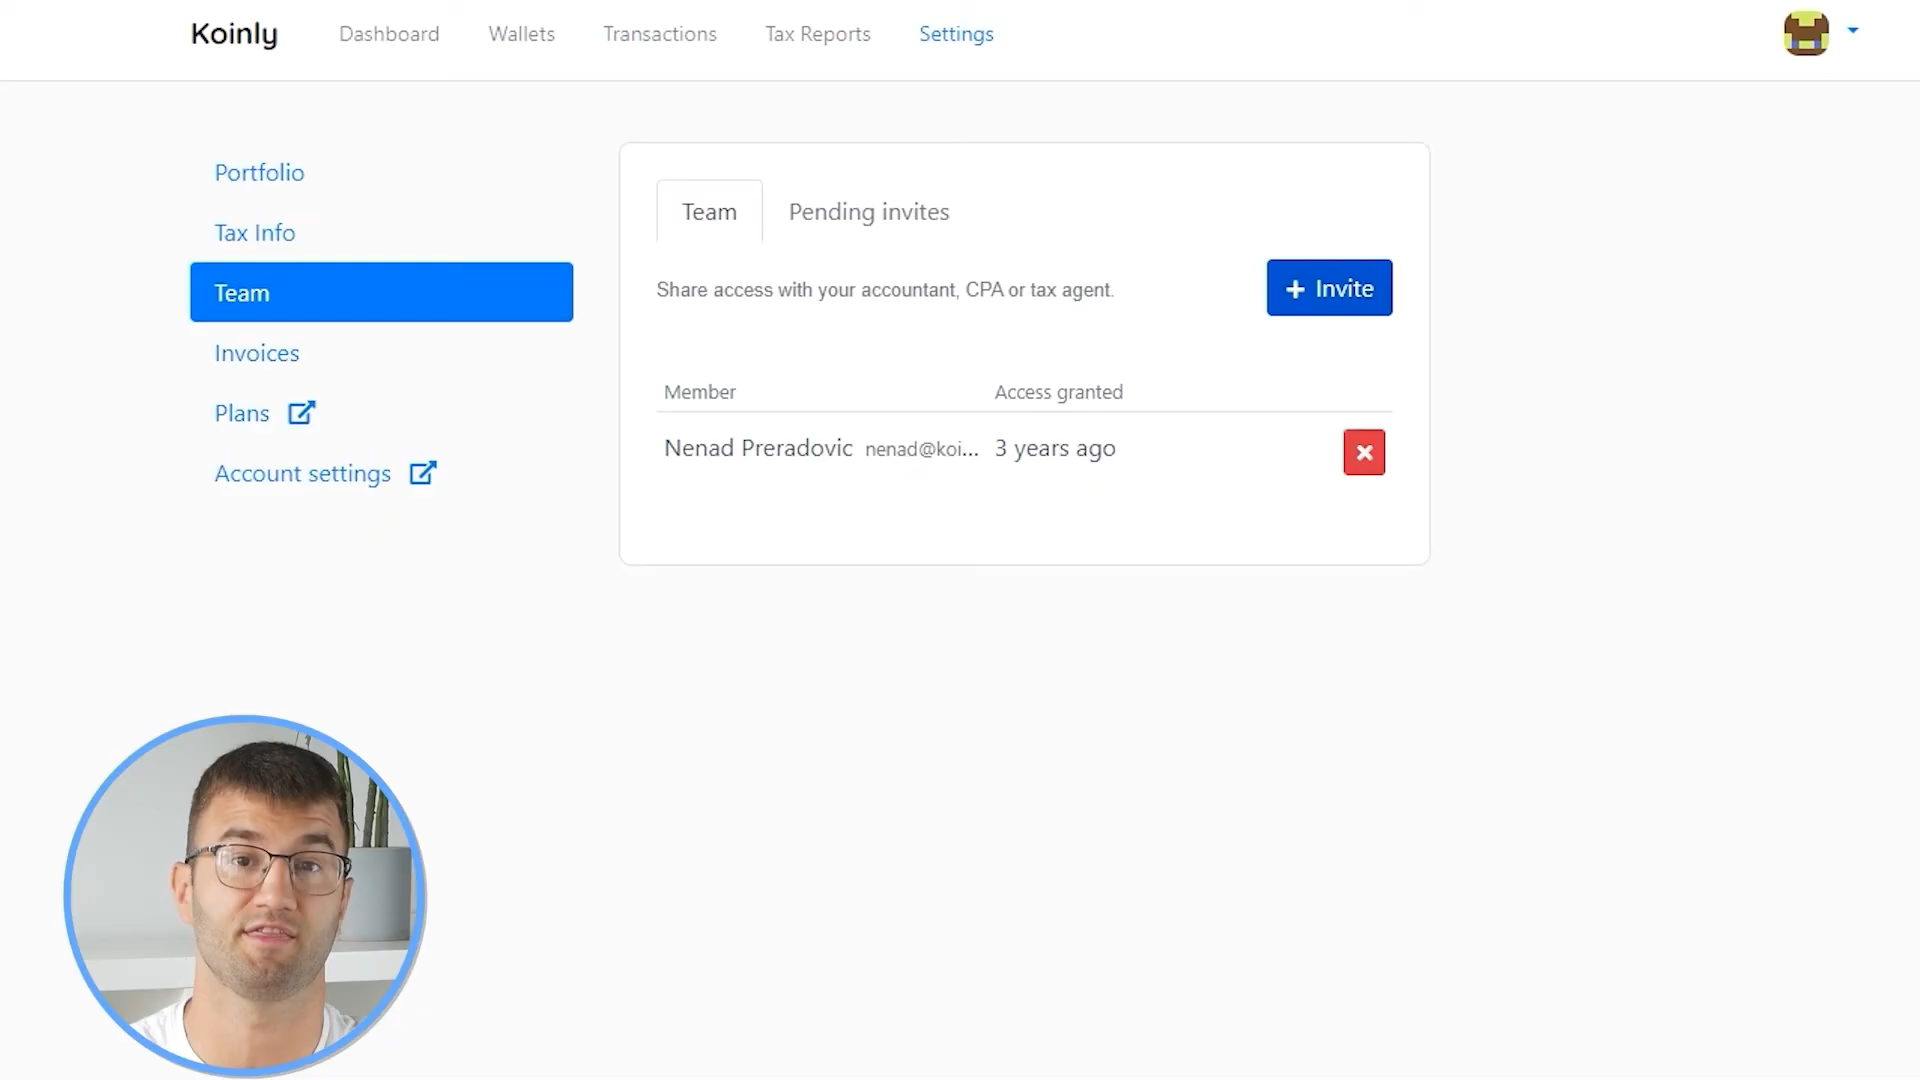 Koinly
Dashboard
Wallets
Transactions
Tax Reports
Settings
Portfolio
Tax Info
Team
Invoices
Plans
Account settings
Team
Pending invites
Share access with your accountant, CPA or tax agent.
+ Invite
Member
Access granted
Nenad Preradovic nenad@koi...
3 years ago